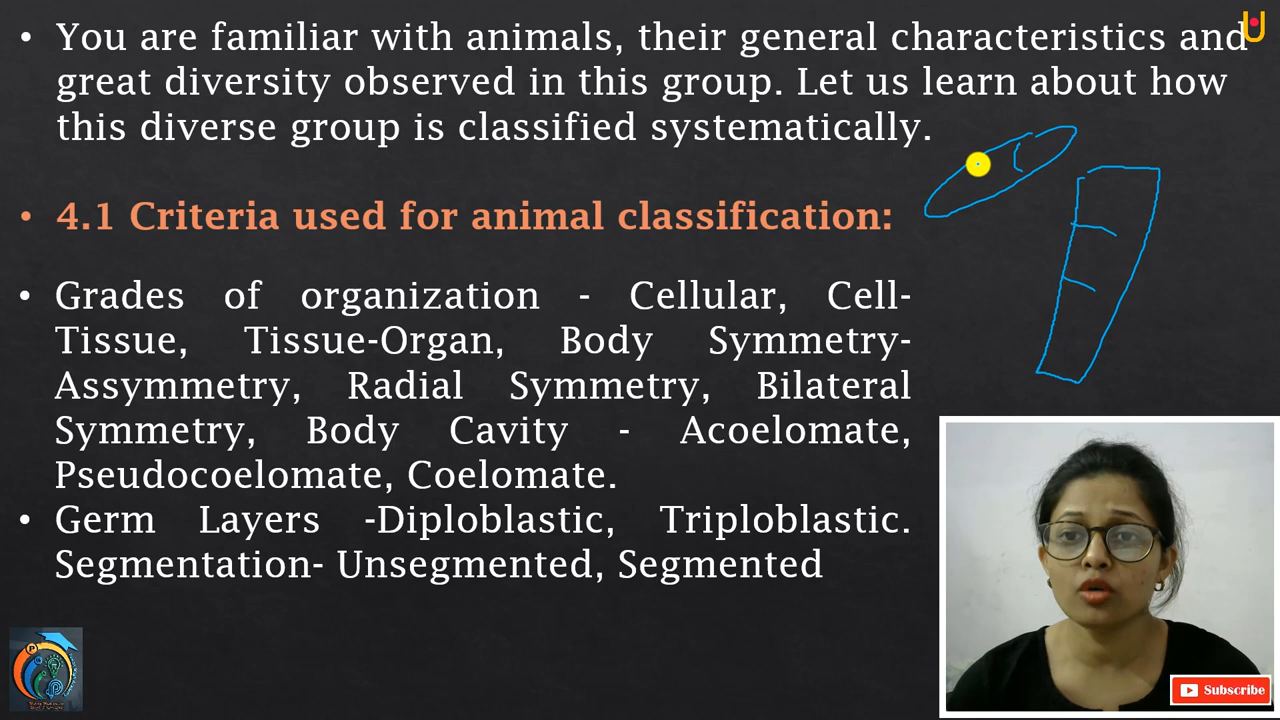 • You are familiar with animals, their general characteristics and
great diversity observed in this group. Let us learn about how
this diverse group is classified systematically.
• 4.1 Criteria used for animal classification:
• Grades of organization - Cellular, Cell-
Tissue, Tissue-Organ, Body Symmetry-
Assymmetry, Radial Symmetry, Bilateral
Symmetry, Body Cavity - Acoelomate,
Pseudocoelomate, Coelomate.
• Germ Layers -Diploblastic, Triploblastic.
Segmentation- Unsegmented, Segmented
Subscribe